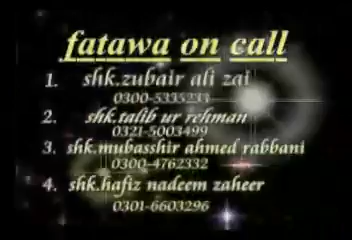 fatawa on call
1. shk.zubair ali zai
0300-5335233
2. shk.talib ur rehman
0321-5003499
3. shk.mubasshir ahmed rabbani
0300-4762332
4. shk.hafiz nadeem zaheer
0301-6603296